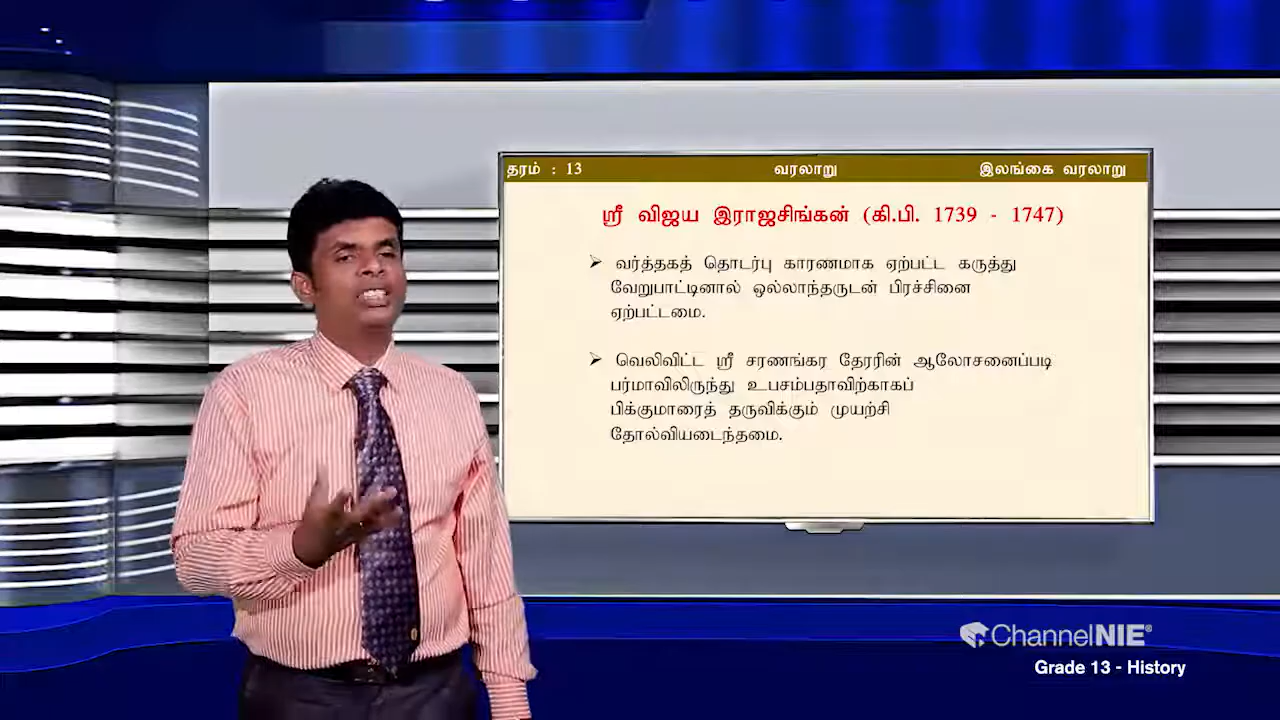 தரம் : 13 வரலாறு இலங்கை வரலாறு
ஸ்ரீ விஜய இராஜசிங்கன் (கி.பி. 1739 - 1747)
➢ வர்த்தகத் தொடர்பு காரணமாக ஏற்பட்ட கருத்து
வேறுபாட்டினால் ஒல்லாந்தருடன் பிரச்சினை
ஏற்பட்டமை.
➢ வெலிவிட்ட ஸ்ரீ சரணங்கர தேரரின் ஆலோசனைப்படி
பர்மாவிலிருந்து உபசம்பதாவிற்காகப்
பிக்குமாரைத் தருவிக்கும் முயற்சி
தோல்வியடைந்தமை.
ChannelNIE®
Grade 13 - History